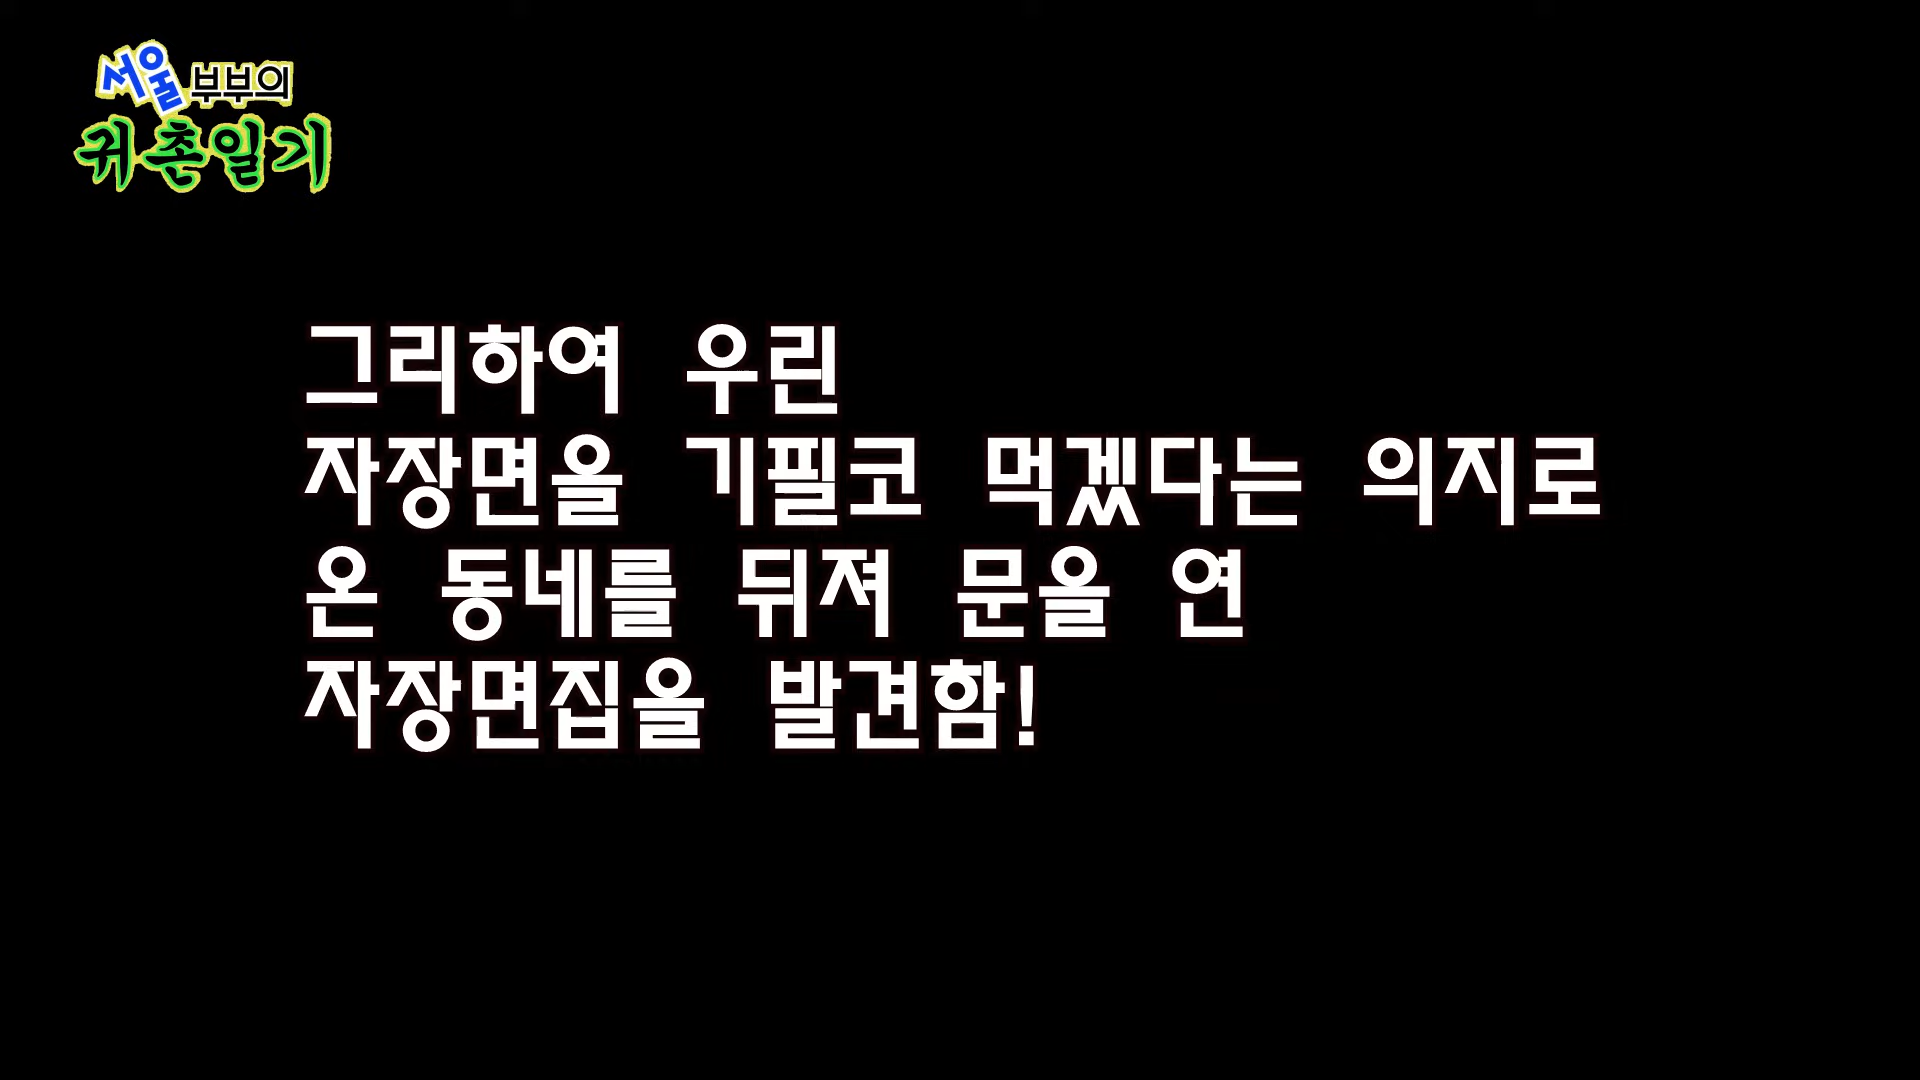 서울부부의
귀촌일기
그리하여 우린
자장면을 기필코 먹겠다는 의지로
온 동네를 뒤져 문을 연
자장면집을 발견함!